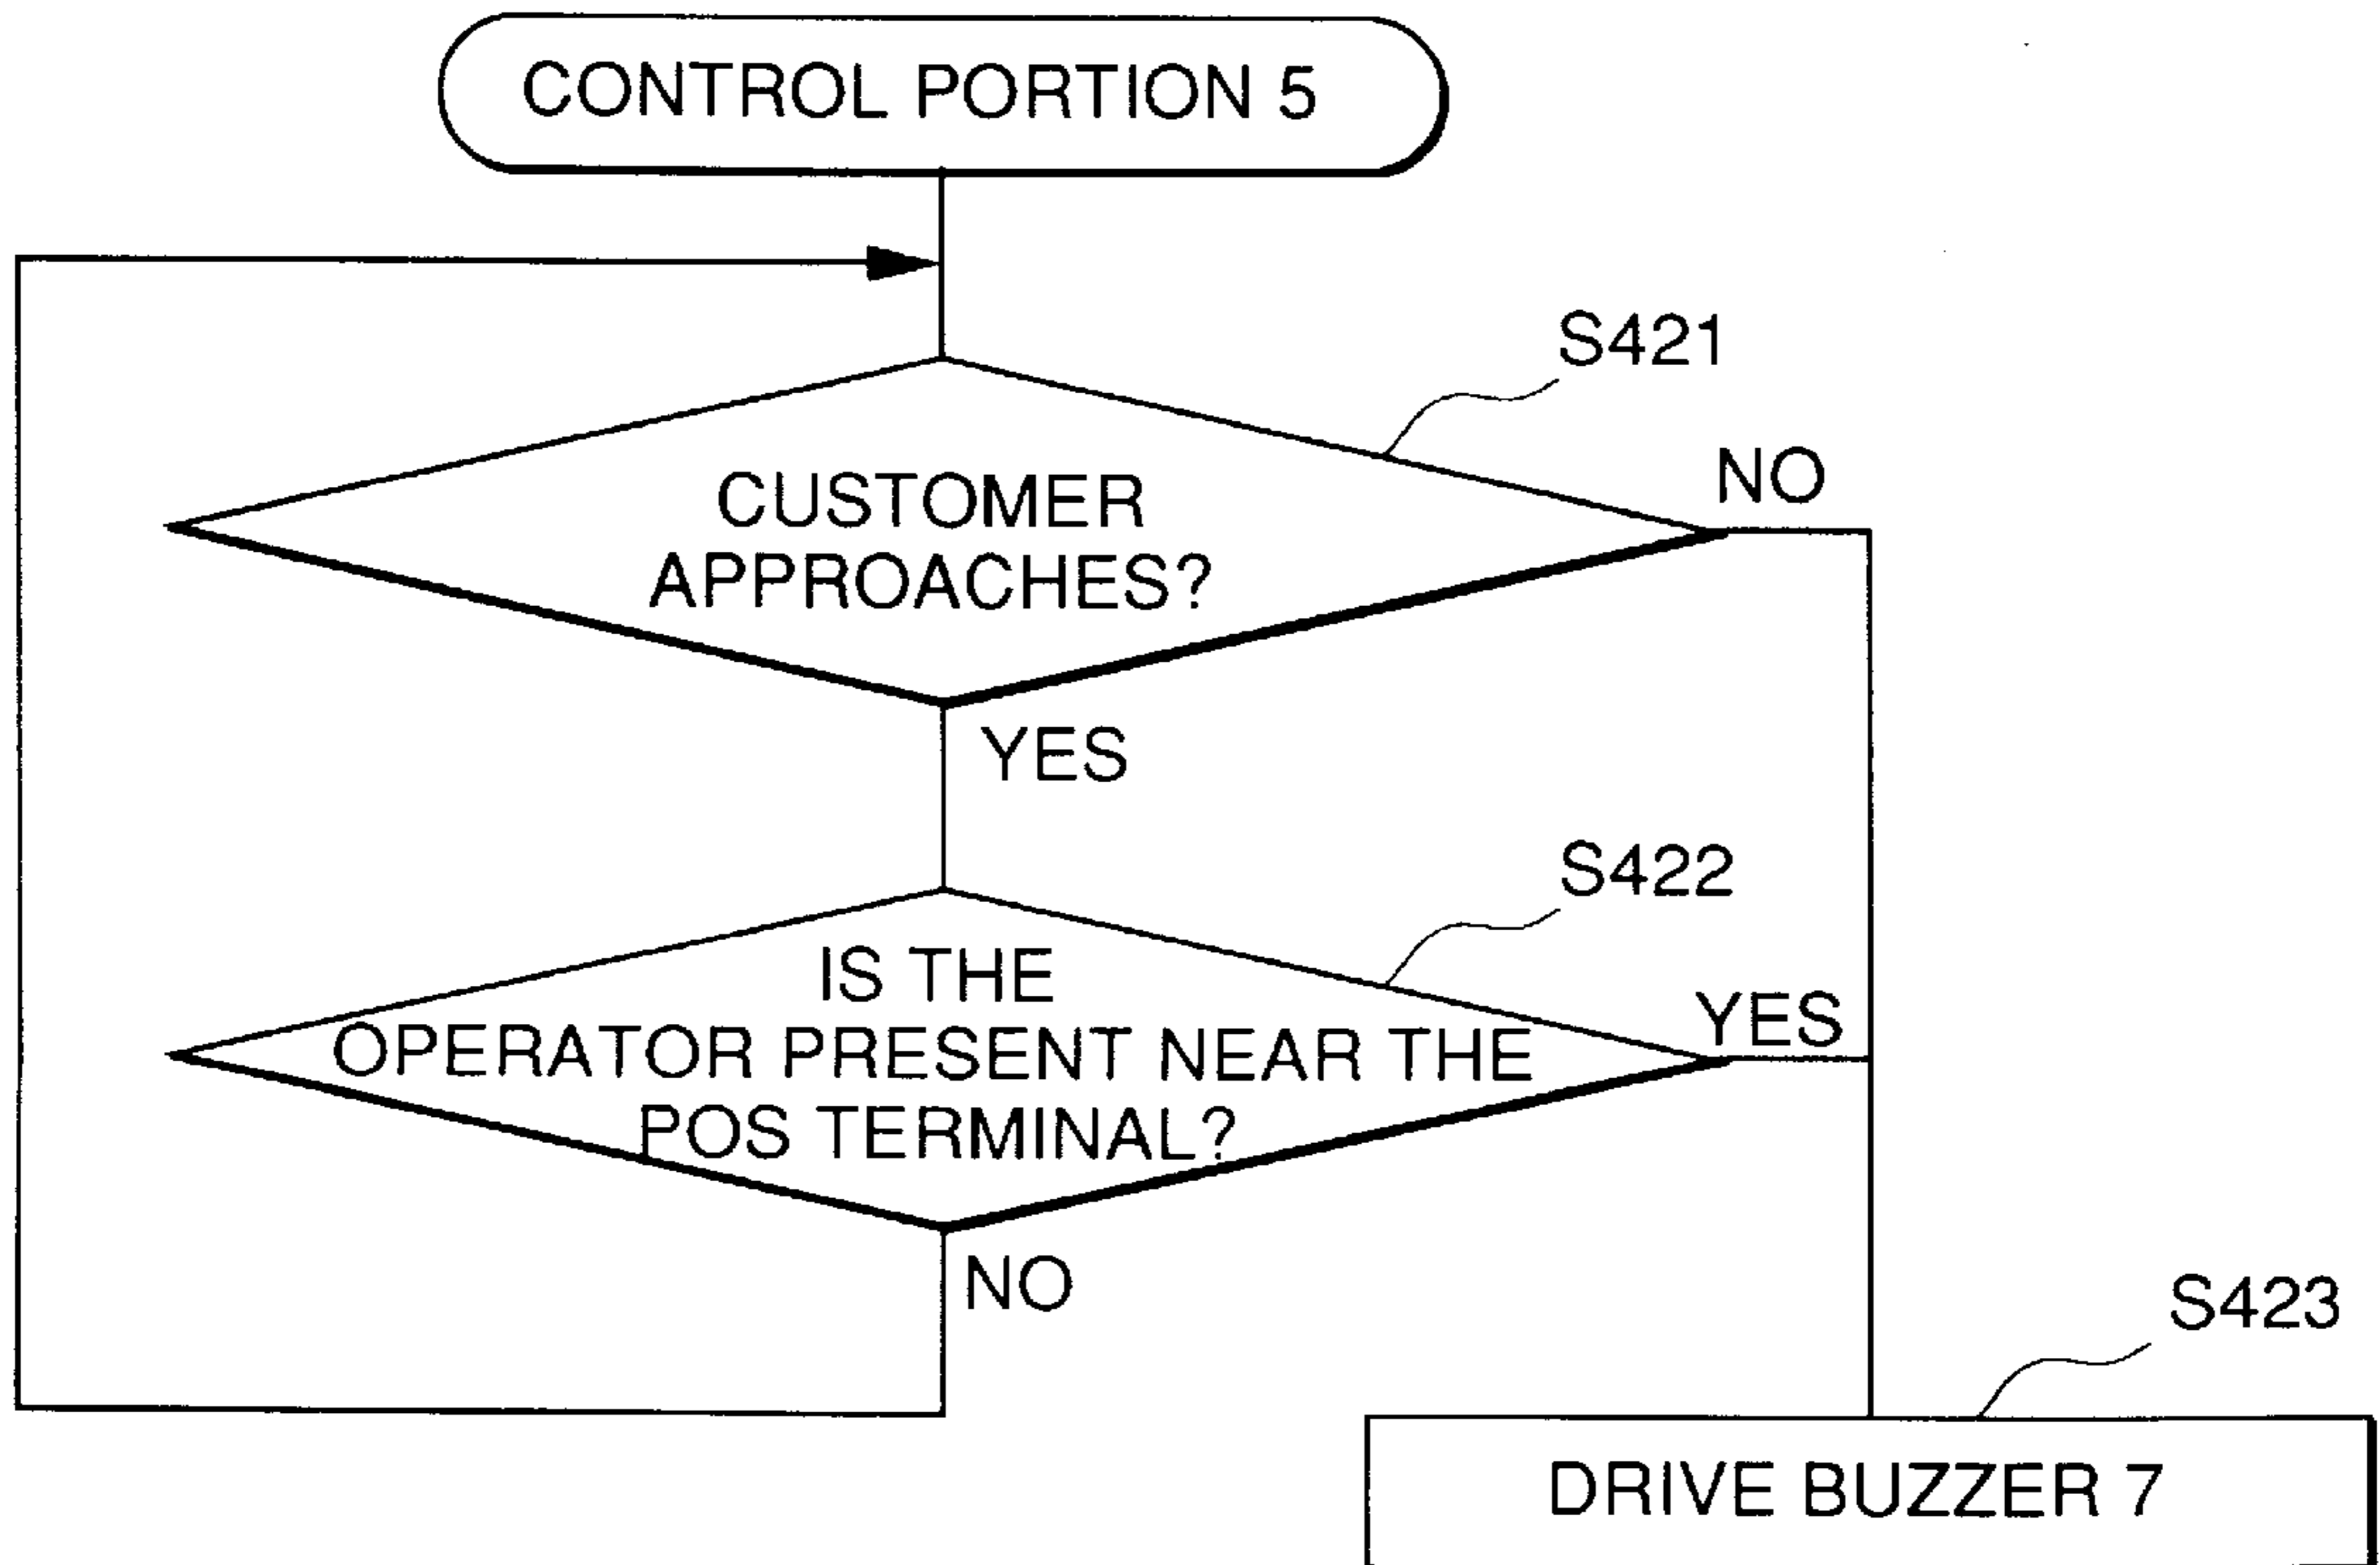 CONTROL PORTION 5
S421
NO
CUSTOMER
APPROACHES?
YES
S422
IS THE
OPERATOR PRESENT NEAR THE
POS TERMINAL?
YES
NO
S423
DRIVE BUZZER 7